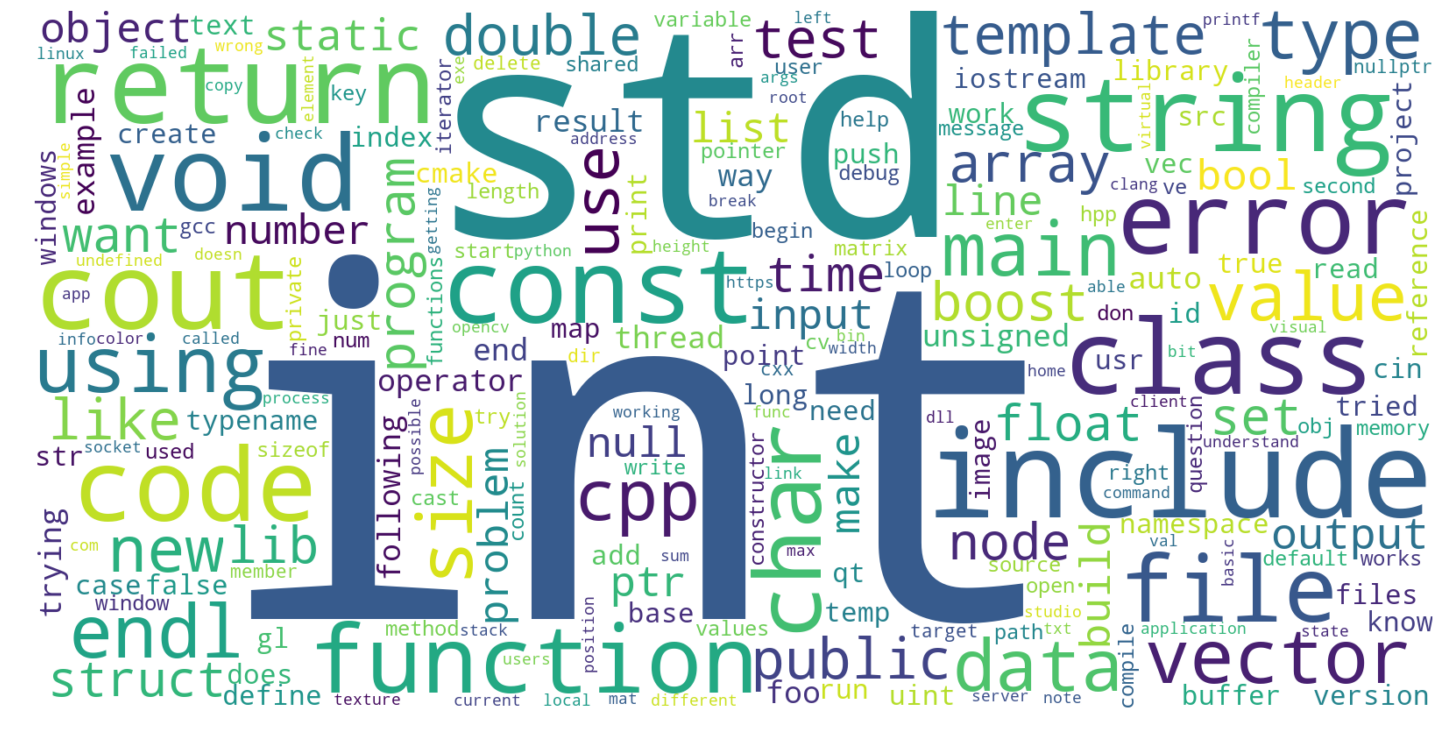 object
text
static
wrong
linux
failed
return
copy
element
key
create
check
index
void
example
simple
windows
want
gcc
number
undefined
doesn
cout
app
private
just
num
program
getting
functions
iterator
info
color
called
fine
using
process
like
typename
str
socket
used
sizeof
code
following
operator
possible
trying
com
new
lib
case
false
member
window
endl
gl
struct
does
define
texture
double
variable
left
delete
exe
shared
arr
test
user
args
root
std
result
address
list
help
pointer
push
debug
way
break
cmake
length
use
print
begin
start
python
height
matrix
const
https
time
loop
input
opencv
map
thread
cv
bin
end
dir
point
width
cxx
long
need
func
int
try
working
null
write
solution
size
cast
count
problem
cpp
constructor
link
char
make
max
add
sum
ptr
qt
base
temp
method
stack
values
target
function
users
position
public
current
local
mat
different
foo
run
uint
server
note
template
printf
type
iostream
library
compiler
header
nullptr
work
message
virtual
src
string
project
array
vec
clang
ve
bool
second
line
hpp
enter
error
main
auto
true
read
reference
able
boost
don
id
value
unsigned
visual
class
usr
bit
cin
home
client
float
set
obj
tried
memory
dll
question
understand
image
right
command
include
node
namespace
output
val
basic
default
works
source
open
build
file
files
studio
path
txt
application
state
know
data
compile
vector
buffer
version